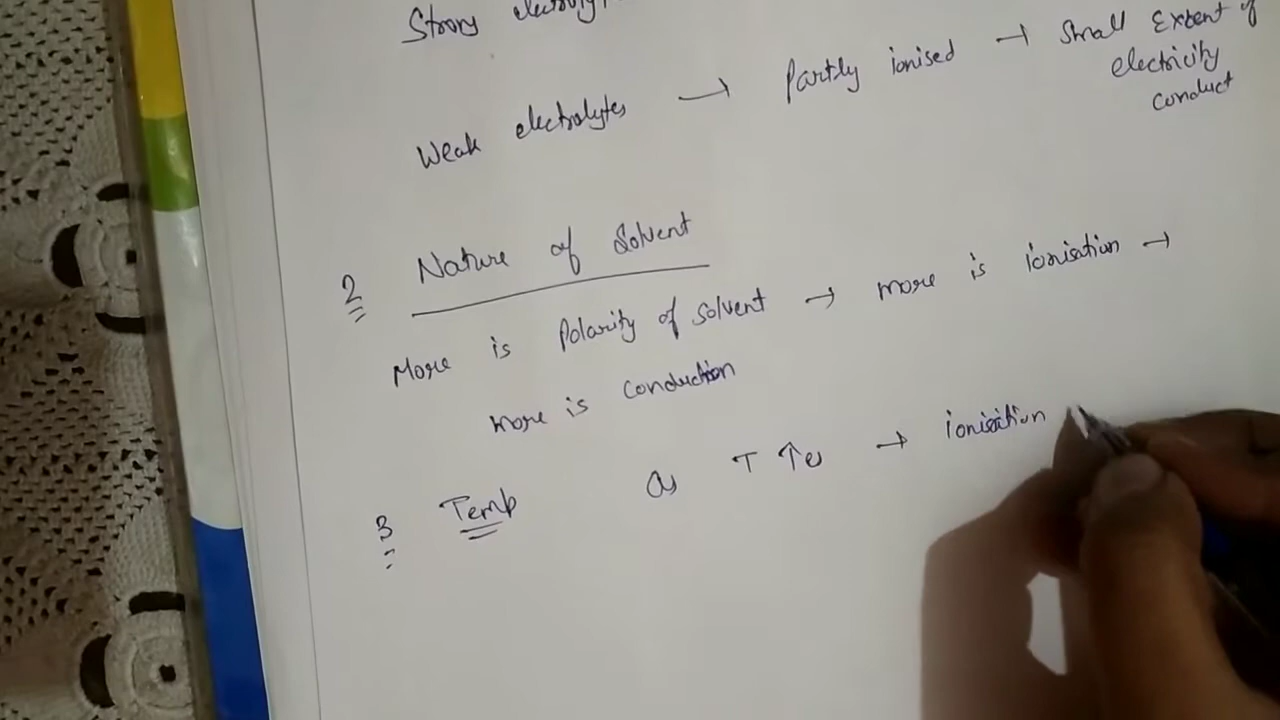 Strong
Weak electrolytes → Partly ionised → Small Extent of
electricity
conduct
2 Nature of Solvent
More is Polarity of solvent → more is ionisation →
more is conduction
3 Temp as T ↑es → ionisation